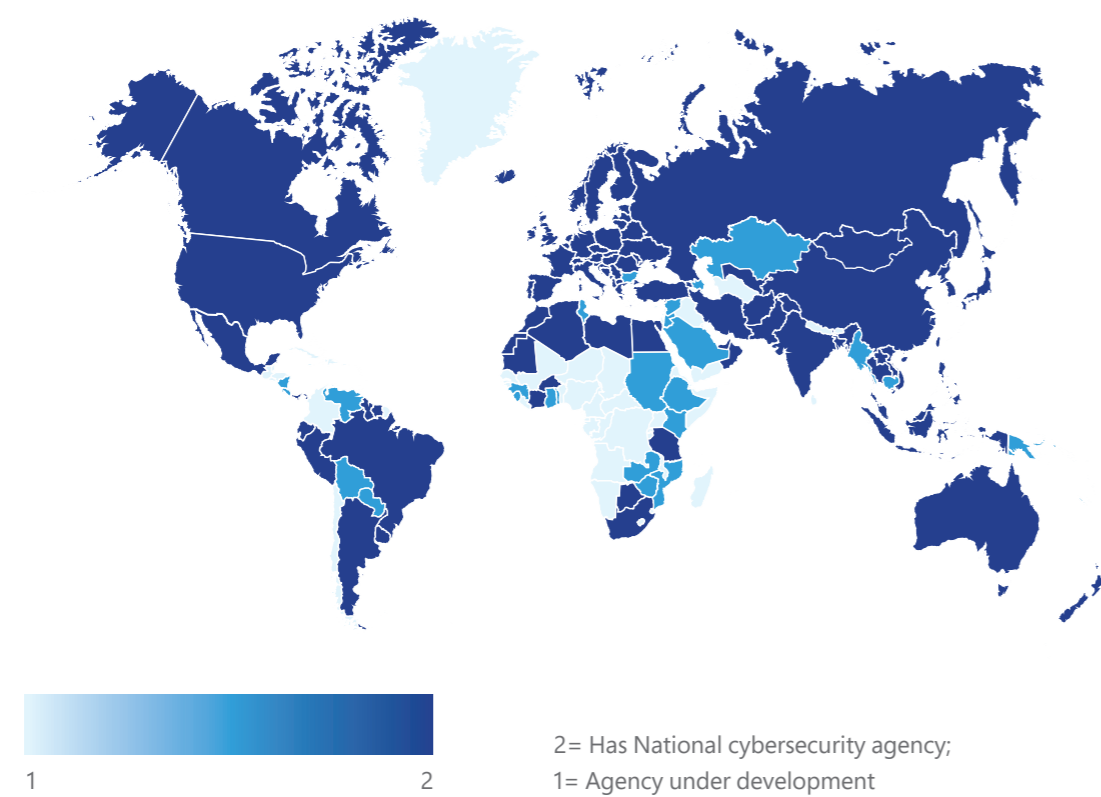 1
2
2= Has National cybersecurity agency;
1= Agency under development